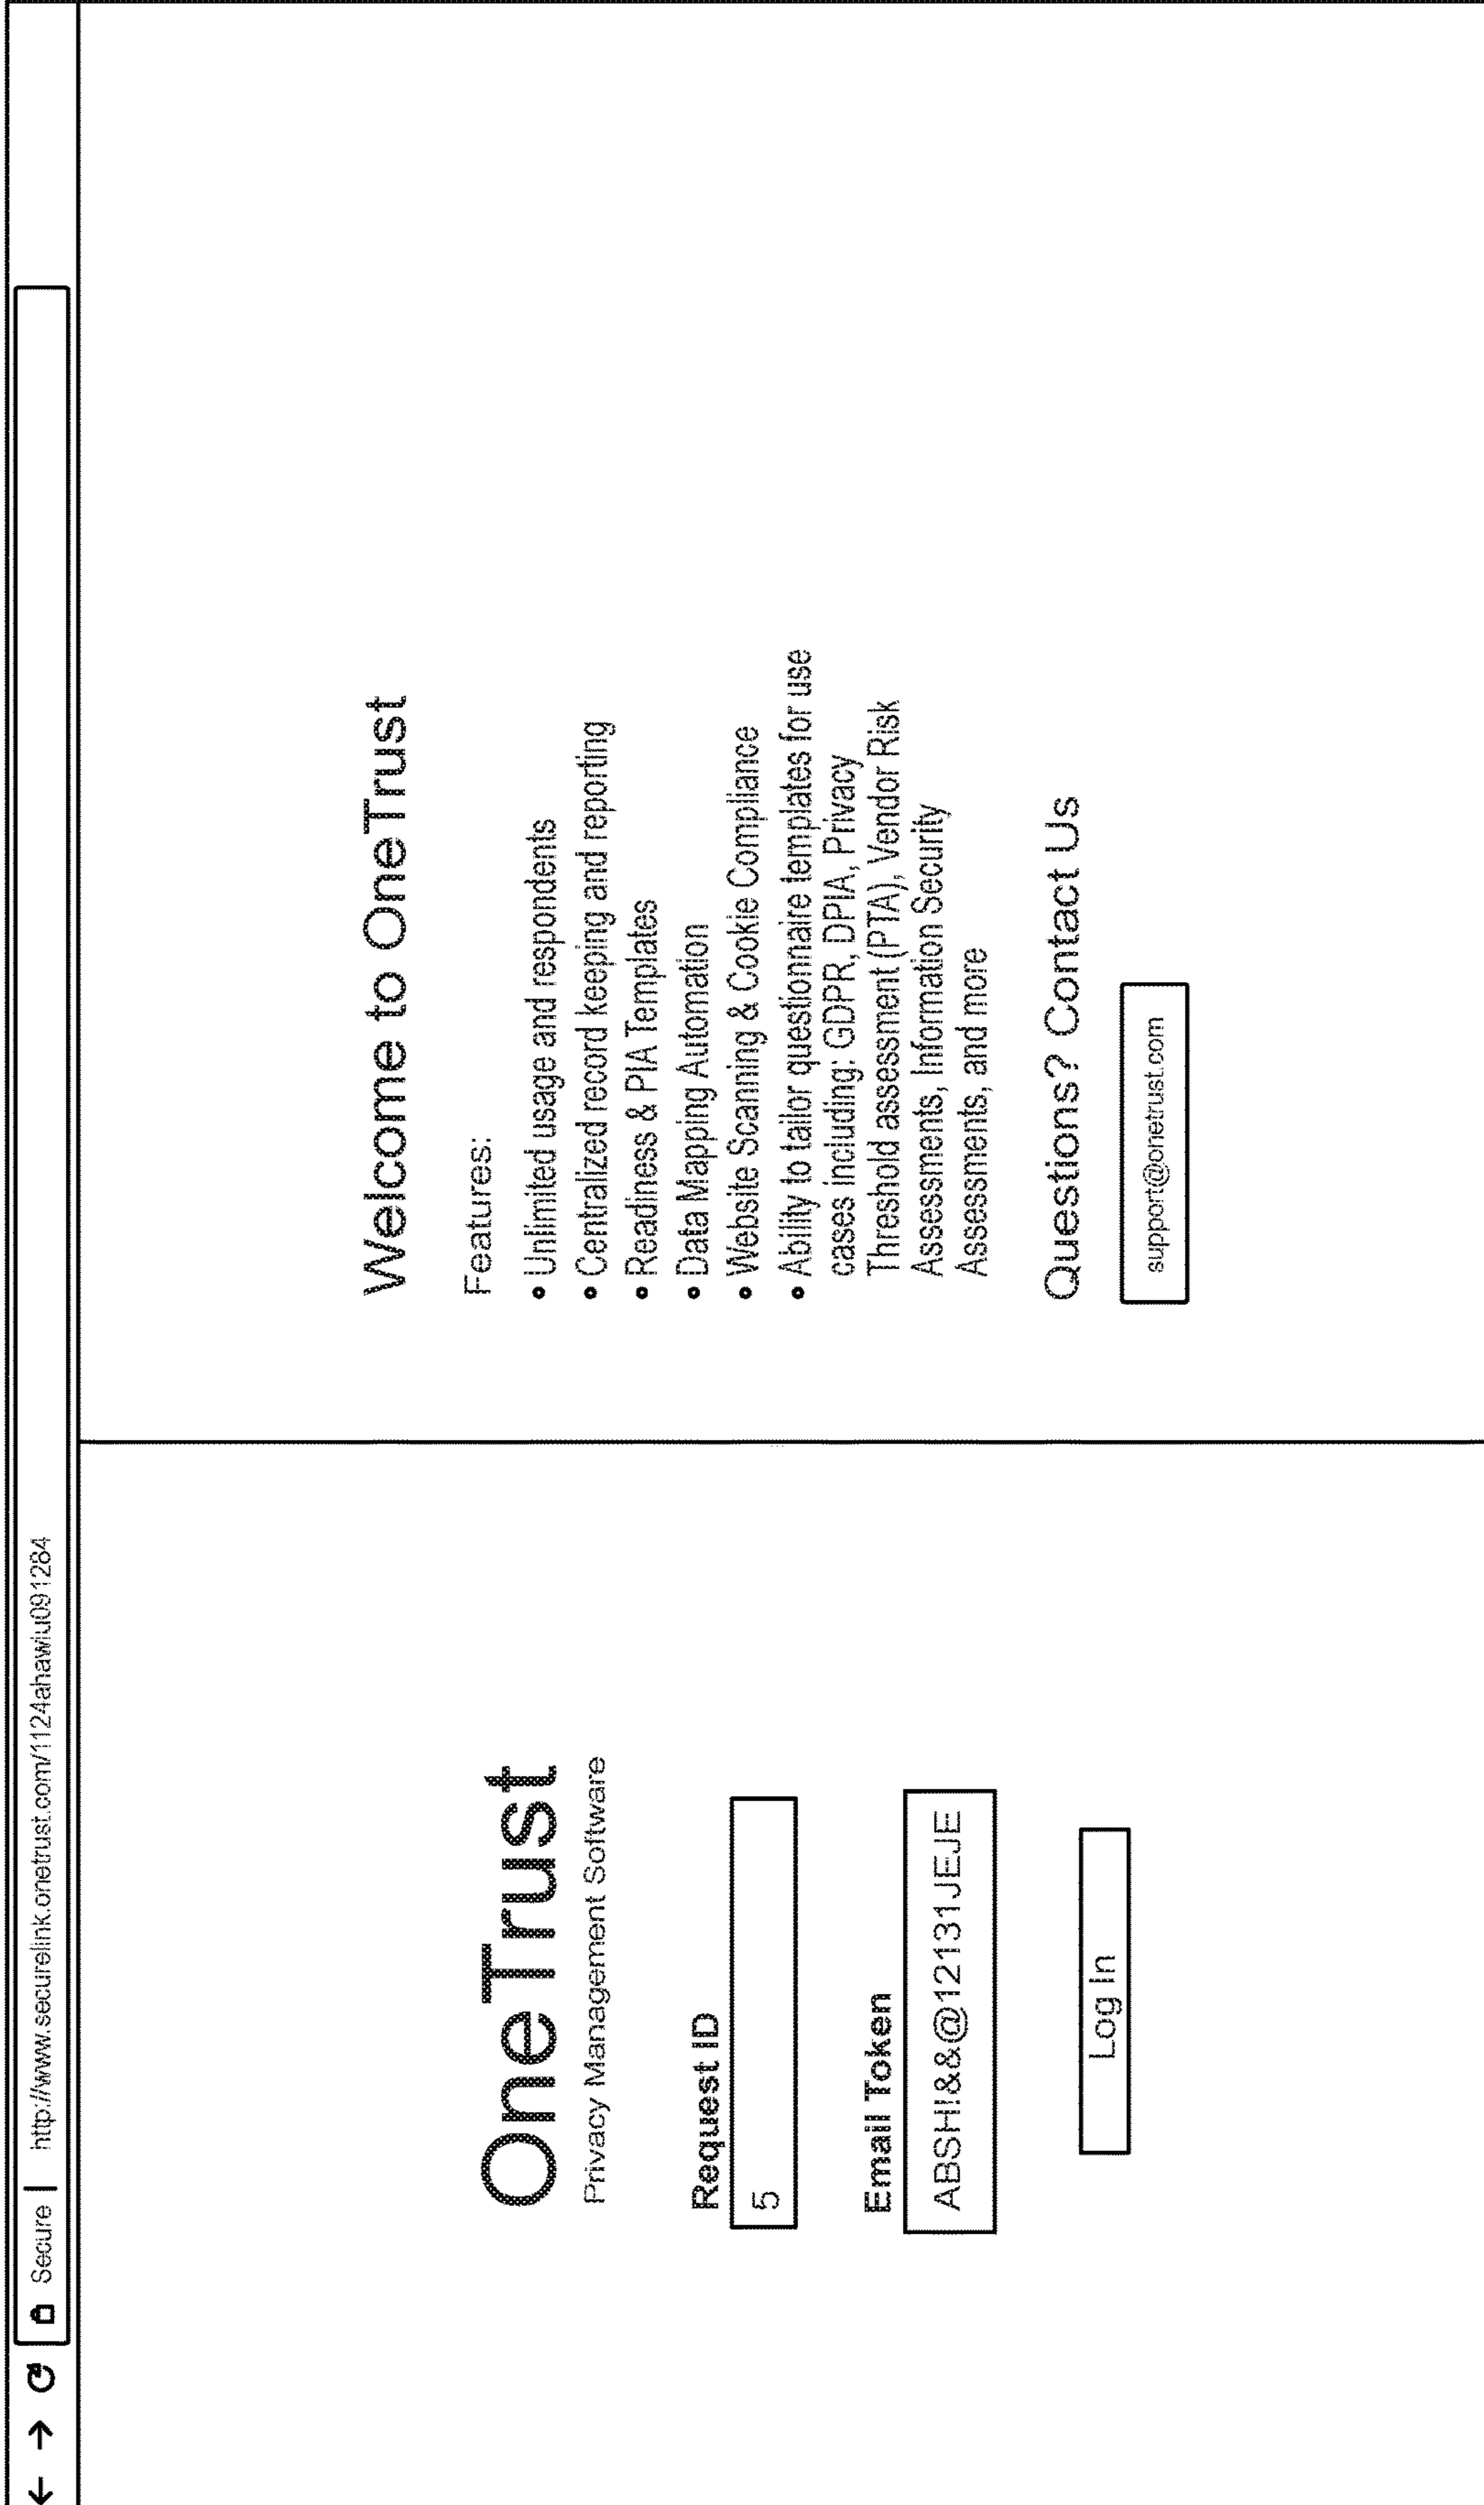 Secure | http://www.securelink.onetrust.com/1124ahawiu091284
OneTrust
Privacy Management Software
Request ID
5
Email Token
ABSHI&&@12131JEJE
Log In
Welcome to OneTrust
Features:
• Unlimited usage and respondents
• Centralized record keeping and reporting
• Readiness & PIA Templates
• Data Mapping Automation
• Website Scanning & Cookie Compliance
• Ability to tailor questionnaire templates for use
cases including: GDPR, DPIA, Privacy
Threshold assessment (PTA), Vendor Risk
Assessments, Information Security
Assessments, and more
Questions? Contact Us
support@onetrust.com